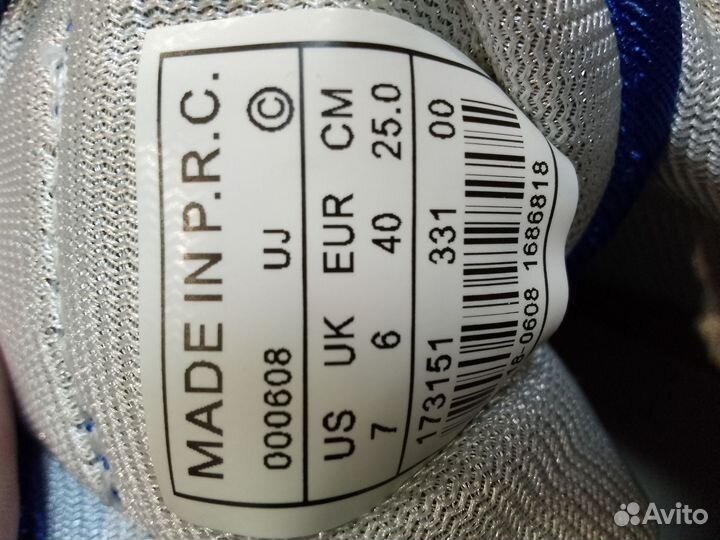 MADE IN P.R.C.
000608 UJ ©
US UK EUR CM
7 6 40 25.0
173151 331 00
18-0608 1686818
Avito